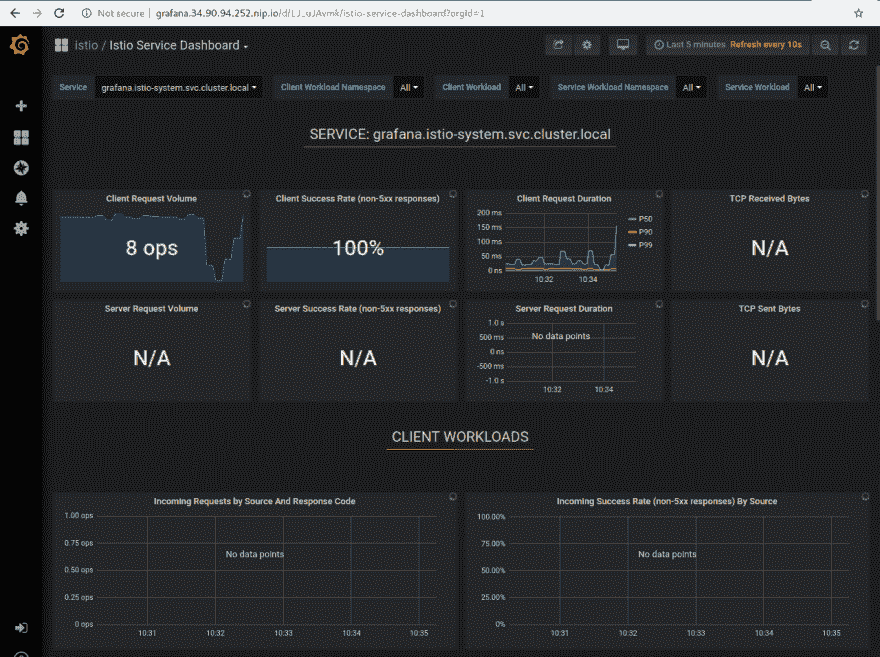 Not secure | grafana.34.90.94.252.nip.io/d/LJ_uJAvmk/istio-service-dashboard?orgId=1
istio / Istio Service Dashboard
Last 5 minutes Refresh every 10s
Service grafana.istio-system.svc.cluster.local Client Workload Namespace All Client Workload All Service Workload Namespace All Service Workload All
SERVICE: grafana.istio-system.svc.cluster.local
Client Request Volume
8 ops
Client Success Rate (non-5xx responses)
100%
Client Request Duration
200 ms
150 ms
100 ms
50 ms
0 ns
10:32 10:34
P50
P90
P99
TCP Received Bytes
N/A
Server Request Volume
N/A
Server Success Rate (non-5xx responses)
N/A
Server Request Duration
1.0 s
500 ms
0 ns
-500 ms
-1.0 s
No data points
10:32 10:34
TCP Sent Bytes
N/A
CLIENT WORKLOADS
Incoming Requests by Source And Response Code
1.00 ops
0.75 ops
0.50 ops
0.25 ops
0 ops
No data points
10:31 10:32 10:33 10:34 10:35
Incoming Success Rate (non-5xx responses) By Source
100.00%
75.00%
50.00%
25.00%
0%
No data points
10:31 10:32 10:33 10:34 10:35